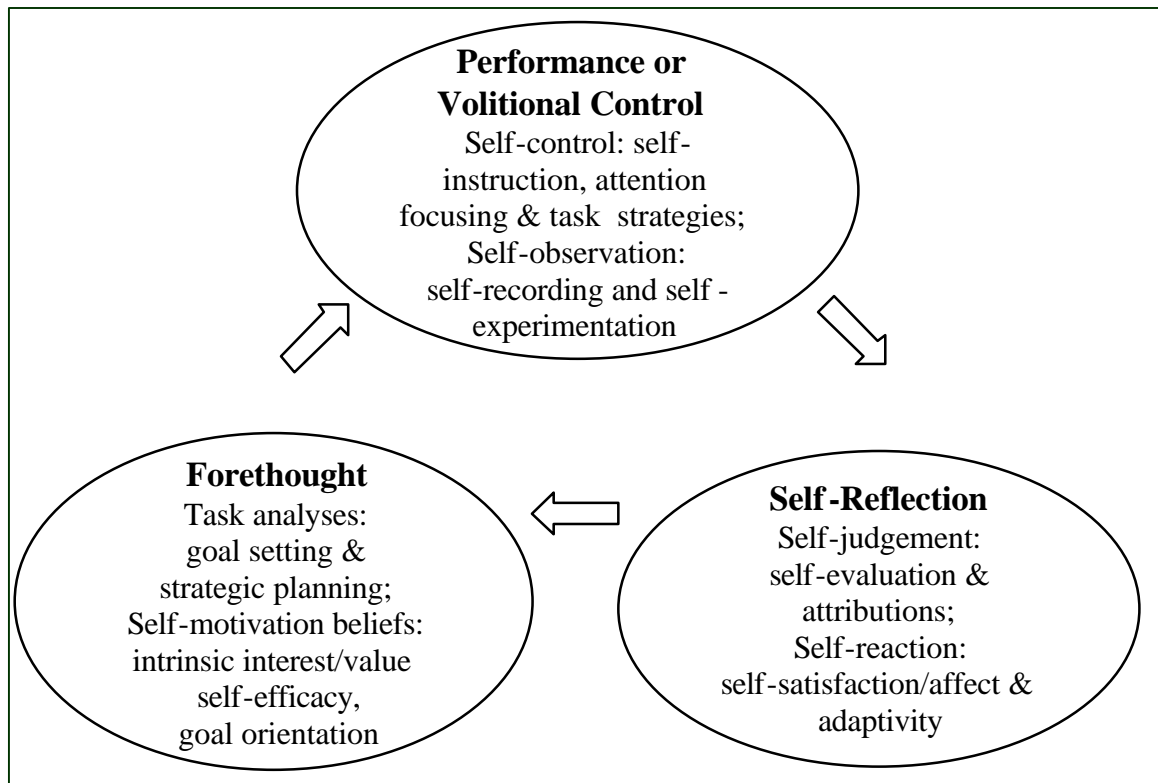 Performance or
Volitional Control
Self-control: self-
instruction, attention
focusing & task strategies;
Self-observation:
self-recording and self -
experimentation
Forethought
Task analyses:
goal setting &
strategic planning;
Self-motivation beliefs:
intrinsic interest/value
self-efficacy,
goal orientation
Self-Reflection
Self-judgement:
self-evaluation &
attributions;
Self-reaction:
self-satisfaction/affect &
adaptivity